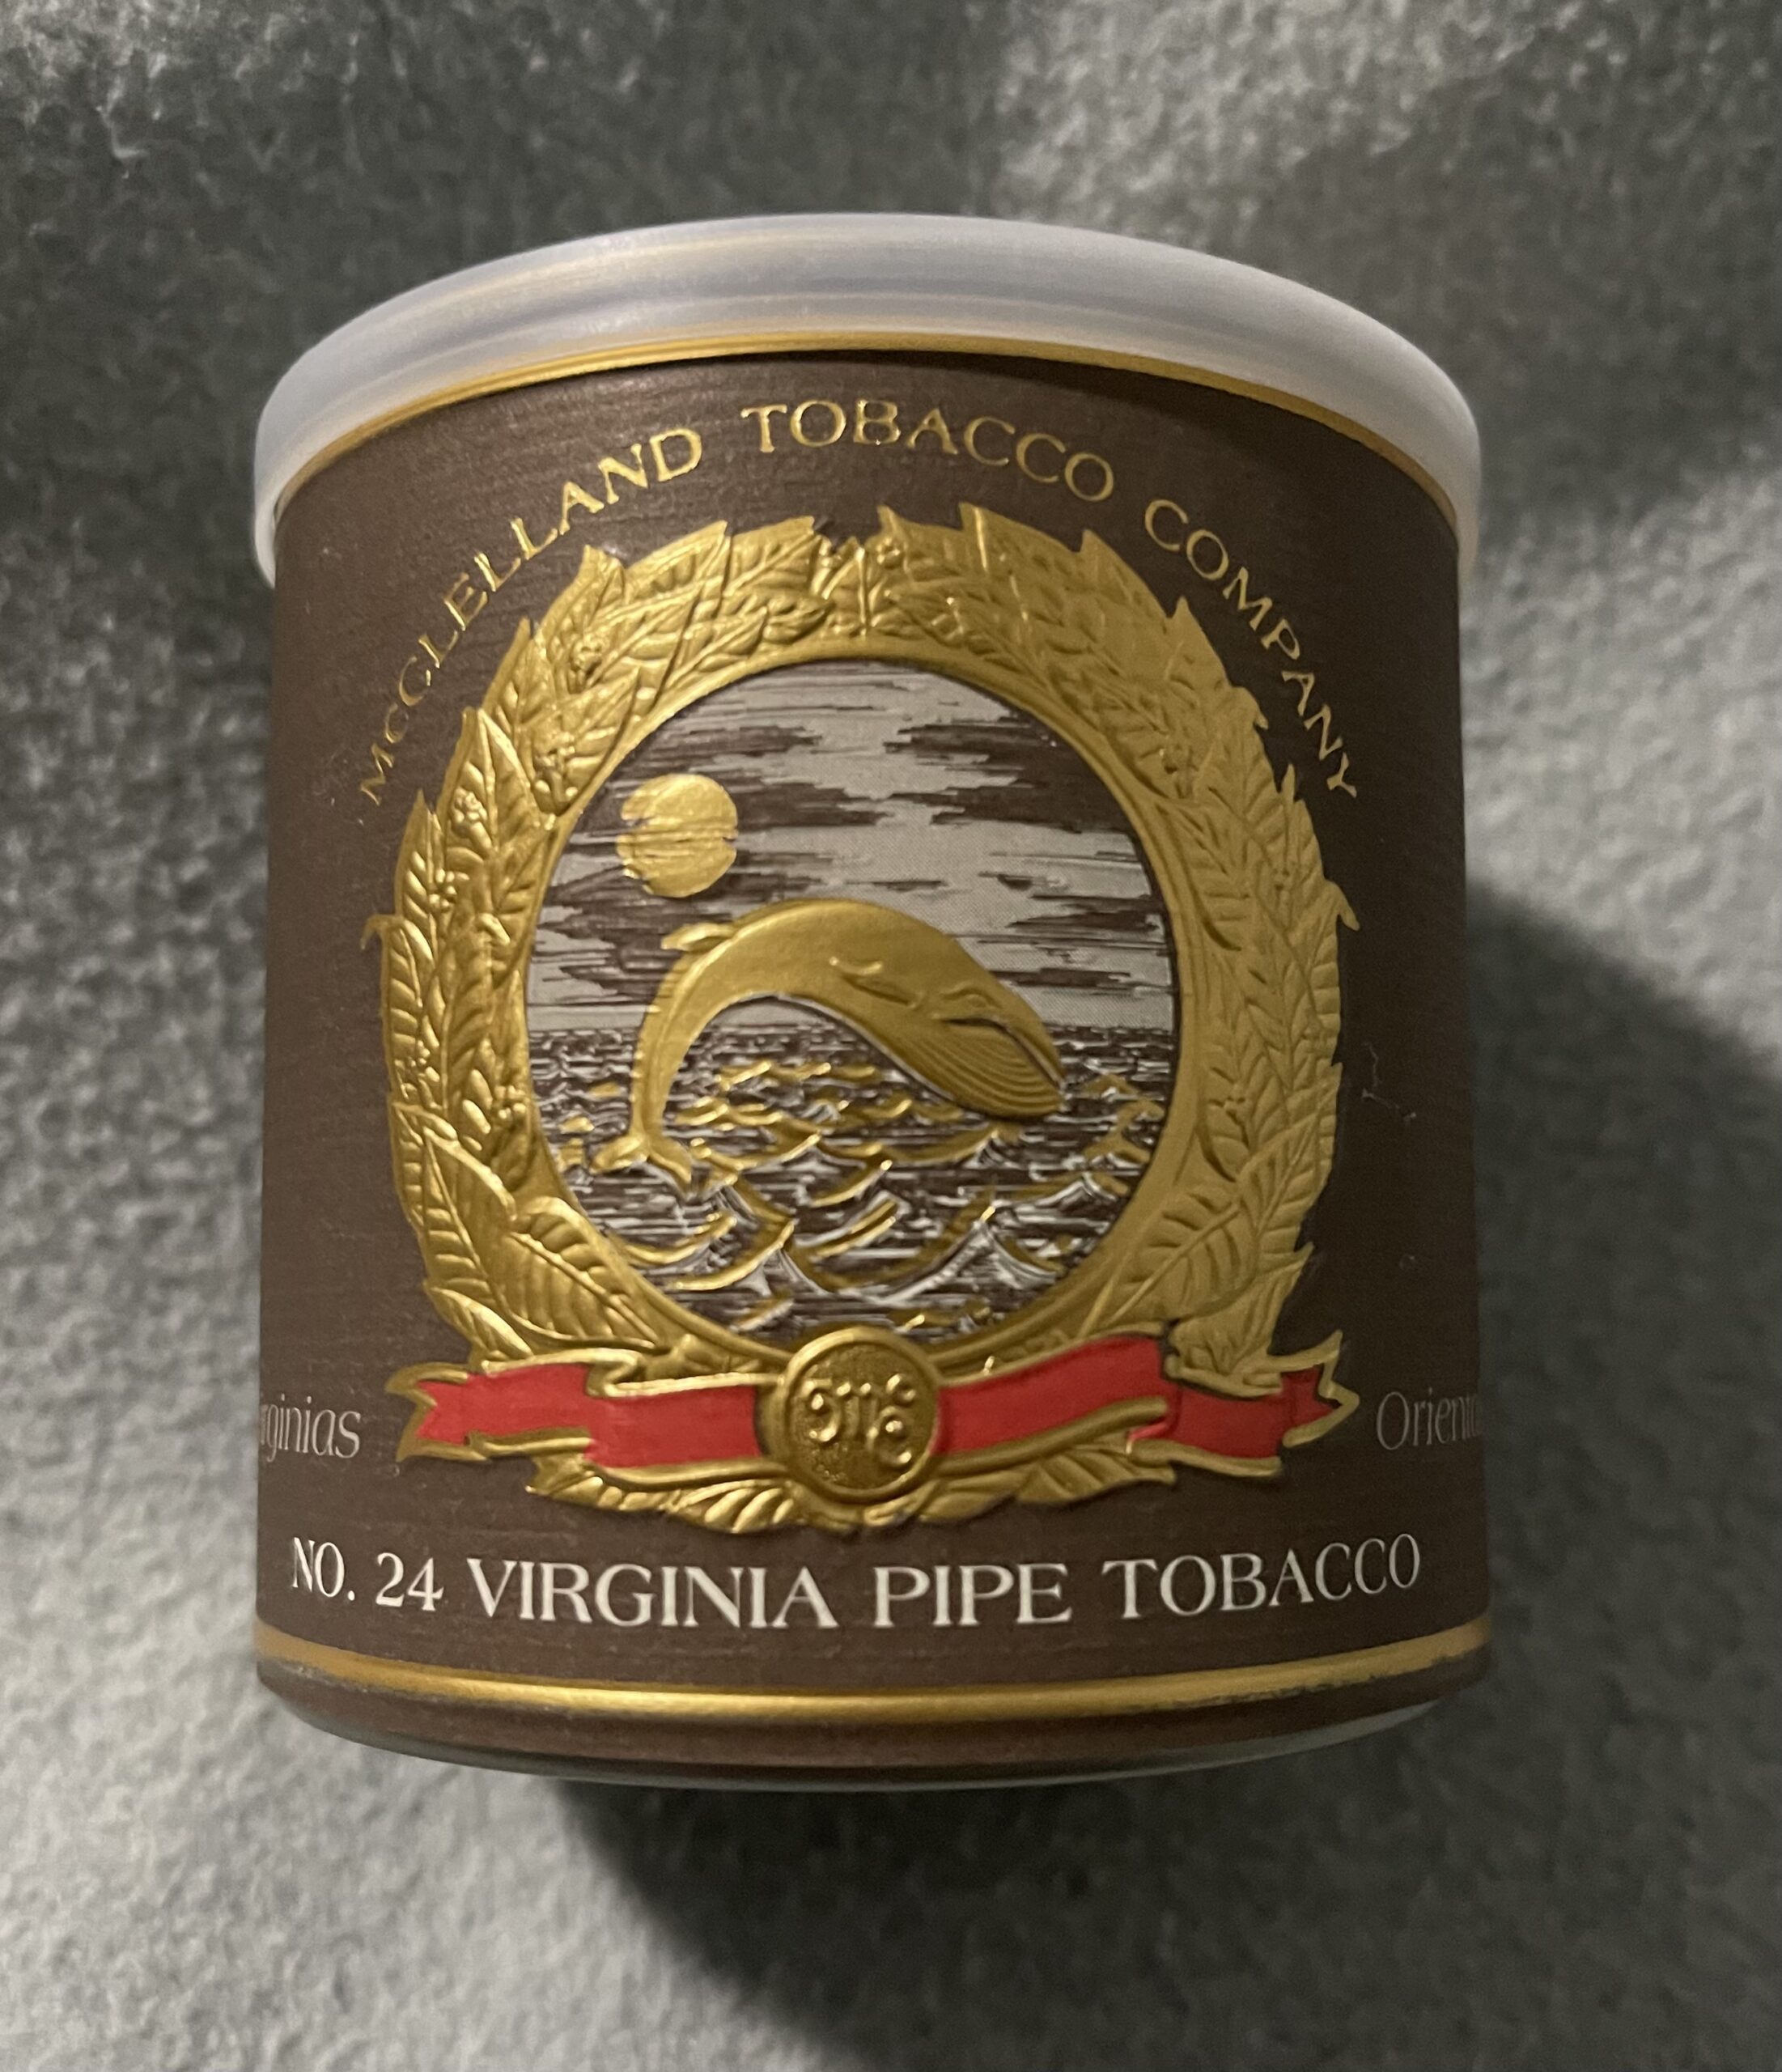 McCLELLAND TOBACCO COMPANY
NO. 24 VIRGINIA PIPE TOBACCO